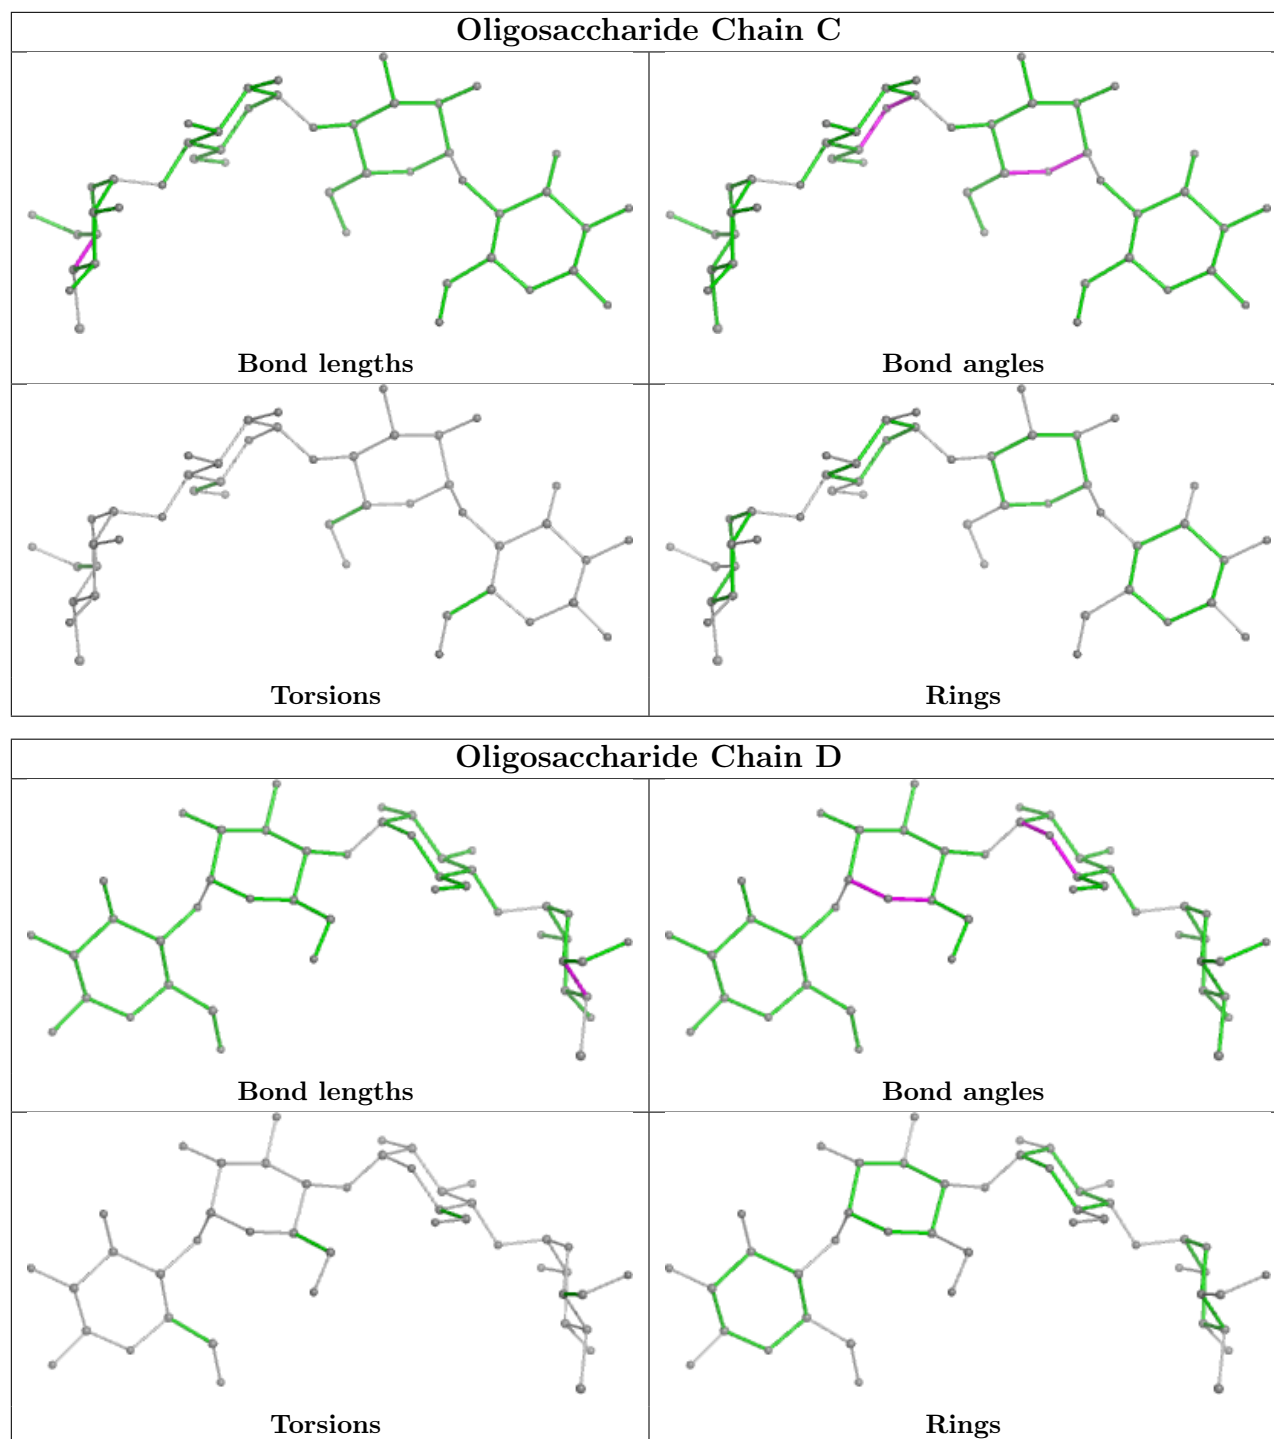 Oligosaccharide Chain C
Bond lengths
Bond angles
Torsions
Rings
Oligosaccharide Chain D
Bond lengths
Bond angles
Torsions
Rings